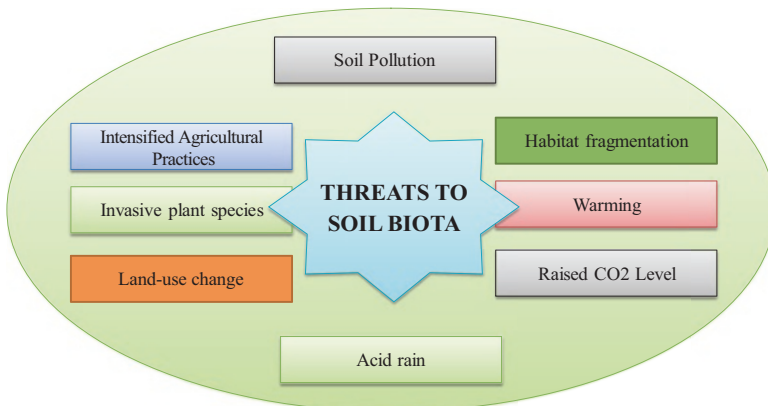 Soil Pollution
Intensified Agricultural
Practices
Habitat fragmentation
THREATS TO
SOIL BIOTA
Invasive plant species
Warming
Land-use change
Raised CO2 Level
Acid rain